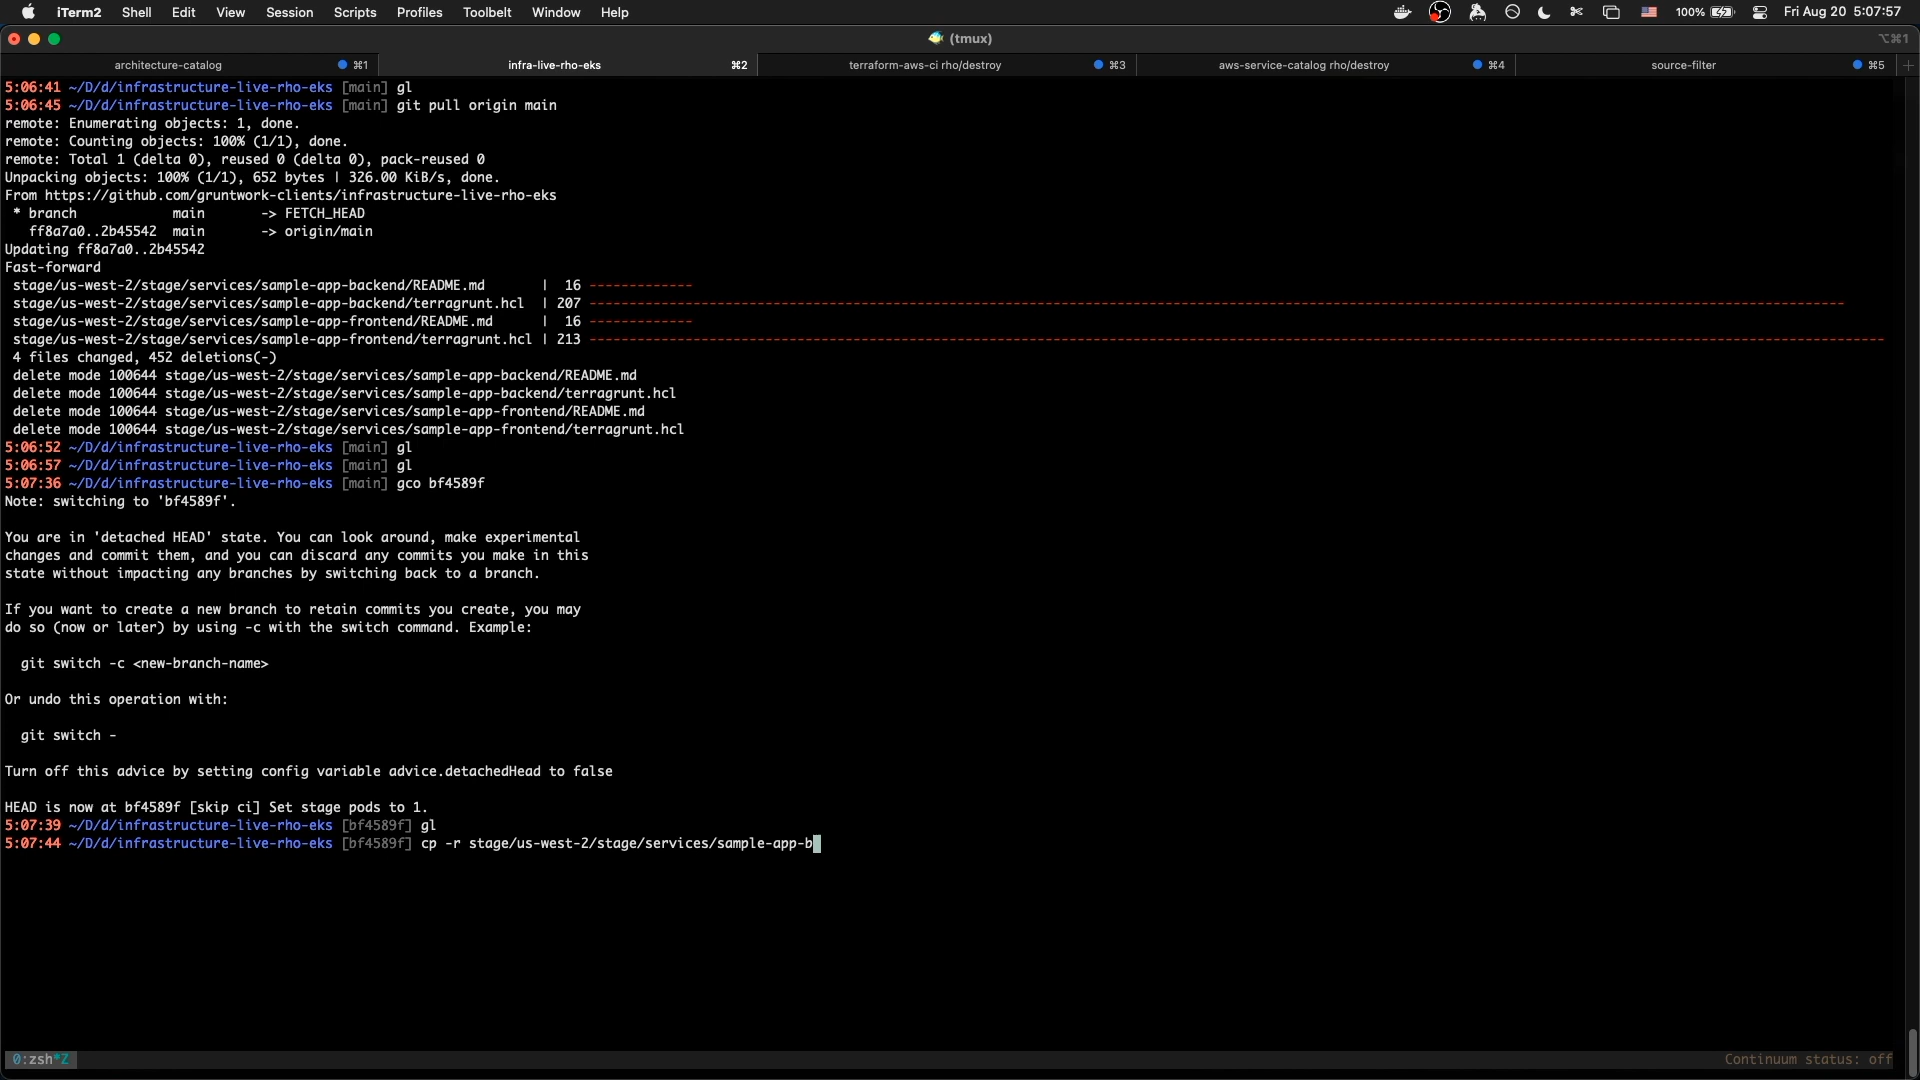 iTerm2 Shell Edit View Session Scripts Profiles Toolbelt Window Help 100% Fri Aug 20 5:07:57
(tmux) ⌥⌘1
architecture-catalog ⌘1 infra-live-rho-eks ⌘2 terraform-aws-ci rho/destroy ⌘3 aws-service-catalog rho/destroy ⌘4 source-filter ⌘5 +
5:06:41 ~/D/d/infrastructure-live-rho-eks [main] gl
5:06:45 ~/D/d/infrastructure-live-rho-eks [main] git pull origin main
remote: Enumerating objects: 1, done.
remote: Counting objects: 100% (1/1), done.
remote: Total 1 (delta 0), reused 0 (delta 0), pack-reused 0
Unpacking objects: 100% (1/1), 652 bytes | 326.00 KiB/s, done.
From https://github.com/gruntwork-clients/infrastructure-live-rho-eks
 * branch            main       -> FETCH_HEAD
   ff8a7a0..2b45542  main       -> origin/main
Updating ff8a7a0..2b45542
Fast-forward
 stage/us-west-2/stage/services/sample-app-backend/README.md       |  16 -------------
 stage/us-west-2/stage/services/sample-app-backend/terragrunt.hcl  | 207 -------------------------------------------------------------------------------------------------------------------------------------------------------------
 stage/us-west-2/stage/services/sample-app-frontend/README.md      |  16 -------------
 stage/us-west-2/stage/services/sample-app-frontend/terragrunt.hcl | 213 ------------------------------------------------------------------------------------------------------------------------------------------------------------------
 4 files changed, 452 deletions(-)
 delete mode 100644 stage/us-west-2/stage/services/sample-app-backend/README.md
 delete mode 100644 stage/us-west-2/stage/services/sample-app-backend/terragrunt.hcl
 delete mode 100644 stage/us-west-2/stage/services/sample-app-frontend/README.md
 delete mode 100644 stage/us-west-2/stage/services/sample-app-frontend/terragrunt.hcl
5:06:52 ~/D/d/infrastructure-live-rho-eks [main] gl
5:06:57 ~/D/d/infrastructure-live-rho-eks [main] gl
5:07:36 ~/D/d/infrastructure-live-rho-eks [main] gco bf4589f
Note: switching to 'bf4589f'.
You are in 'detached HEAD' state. You can look around, make experimental
changes and commit them, and you can discard any commits you make in this
state without impacting any branches by switching back to a branch.
If you want to create a new branch to retain commits you create, you may
do so (now or later) by using -c with the switch command. Example:
  git switch -c <new-branch-name>
Or undo this operation with:
  git switch -
Turn off this advice by setting config variable advice.detachedHead to false
HEAD is now at bf4589f [skip ci] Set stage pods to 1.
5:07:39 ~/D/d/infrastructure-live-rho-eks [bf4589f] gl
5:07:44 ~/D/d/infrastructure-live-rho-eks [bf4589f] cp -r stage/us-west-2/stage/services/sample-app-b
0:zsh*Z Continuum status: off